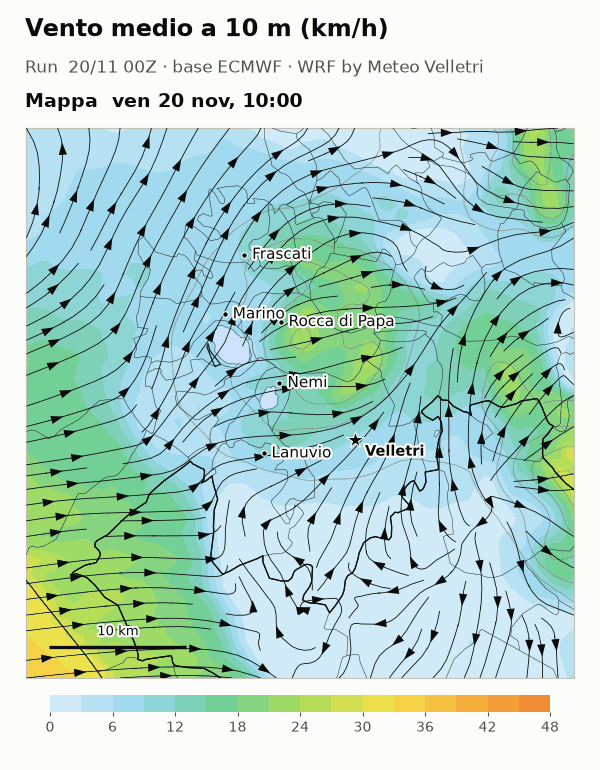 Vento medio a 10 m (km/h)
Run  20/11 00Z · base ECMWF · WRF by Meteo Velletri
Mappa  ven 20 nov, 10:00
Frascati
Marino
Rocca di Papa
Nemi
Velletri
Lanuvio
10 km
0 6 12 18 24 30 36 42 48